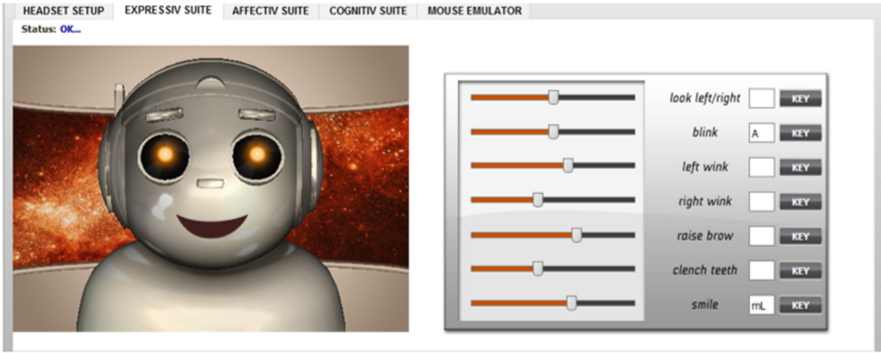 HEADSET SETUP EXPRESSIV SUITE AFFECTIV SUITE COGNITIV SUITE MOUSE EMULATOR
Status: OK...
look left/right KEY
blink A KEY
left wink KEY
right wink KEY
raise brow KEY
clench teeth KEY
smile mL KEY